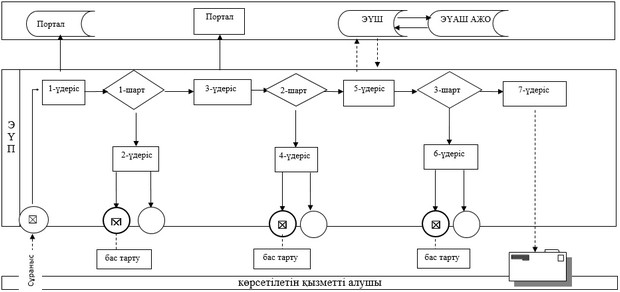 Портал
Портал
ЭҮШ
ЭҮАШ АЖО
ЭҮП
1-үдеріс
1-шарт
3-үдеріс
2-шарт
5-үдеріс
3-шарт
7-үдеріс
2-үдеріс
4-үдеріс
6-үдеріс
бас тарту
бас тарту
бас тарту
Сұраныс
көрсетілетін қызметті алушы